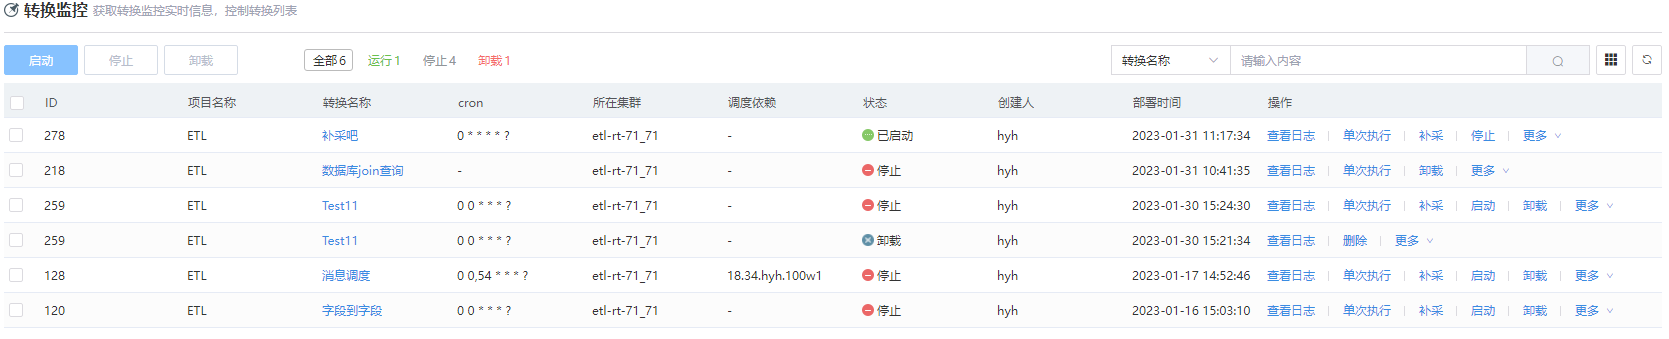 转换监控 获取转换监控实时信息，控制转换列表
启动 停止 卸载 全部 6 运行 1 停止 4 卸载 1 转换名称 请输入内容
ID 项目名称 转换名称 cron 所在集群 调度依赖 状态 创建人 部署时间 操作
278 ETL 补采吧 0 * * * * ? etl-rt-71_71 - 已启动 hyh 2023-01-31 11:17:34 查看日志 单次执行 补采 停止 更多
218 ETL 数据库join查询 - etl-rt-71_71 - 停止 hyh 2023-01-31 10:41:35 查看日志 单次执行 卸载 更多
259 ETL Test11 0 0 * * * ? etl-rt-71_71 - 停止 hyh 2023-01-30 15:24:30 查看日志 单次执行 补采 启动 卸载 更多
259 ETL Test11 0 0 * * * ? etl-rt-71_71 - 卸载 hyh 2023-01-30 15:21:34 查看日志 删除 更多
128 ETL 消息调度 0 0,54 * * * ? etl-rt-71_71 18.34.hyh.100w1 停止 hyh 2023-01-17 14:52:46 查看日志 单次执行 补采 启动 卸载 更多
120 ETL 字段到字段 0 0 * * * ? etl-rt-71_71 - 停止 hyh 2023-01-16 15:03:10 查看日志 单次执行 补采 启动 卸载 更多